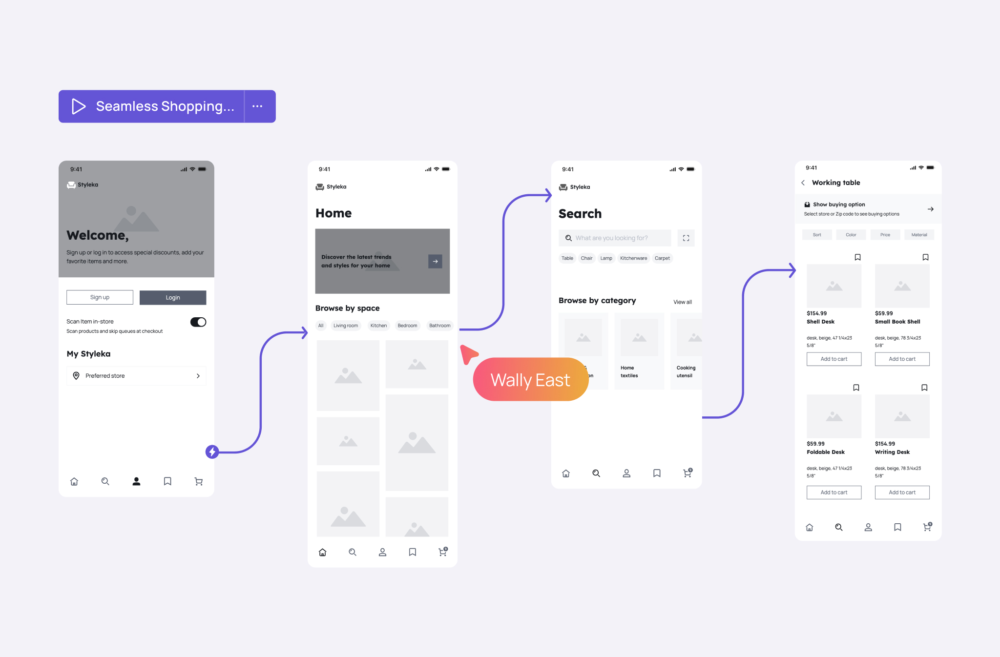 Seamless Shopping...
9:41
Styleka
Welcome,
Sign up or log in to access special discounts, add your
favorite items and more.
Sign up
Login
Scan Item in-store
Scan products and skip queues at checkout
My Styleka
Preferred store
9:41
Styleka
Home
Discover the latest trends
and styles for your home
Browse by space
All
Living room
Kitchen
Bedroom
Bathroom
9
Wally East
9:41
Styleka
Search
What are you looking for?
Table
Chair
Lamp
Kitchenware
Carpet
Browse by category
View all
Home
textiles
Cooking
utensil
9
9:41
Working table
Show buying option
Select store or Zip code to see buying options
Sort
Color
Price
Material
$154.99
Shell Desk
desk, beige, 47 1/4x23
5/8"
Add to cart
$59.99
Small Book Shell
desk, beige, 78 3/4x23
5/8"
Add to cart
$59.99
Foldable Desk
desk, beige, 47 1/4x23
5/8"
Add to cart
$154.99
Writing Desk
desk, beige, 78 3/4x23
5/8"
Add to cart
9